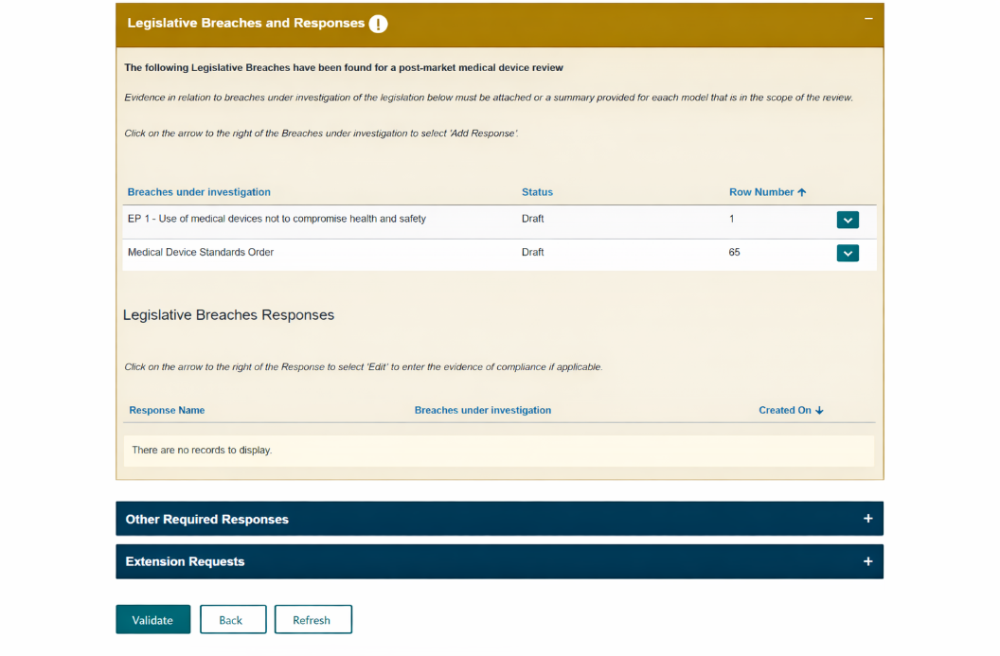 Legislative Breaches and Responses !
The following Legislative Breaches have been found for a post-market medical device review
Evidence in relation to breaches under investigation of the legislation below must be attached or a summary provided for eaach model that is in the scope of the review.
Click on the arrow to the right of the Breaches under investigation to select 'Add Response'.
Breaches under investigation Status Row Number ↑
EP 1 - Use of medical devices not to compromise health and safety Draft 1
Medical Device Standards Order Draft 65
Legislative Breaches Responses
Click on the arrow to the right of the Response to select 'Edit' to enter the evidence of compliance if applicable.
Response Name Breaches under investigation Created On ↓
There are no records to display.
Other Required Responses +
Extension Requests +
Validate Back Refresh